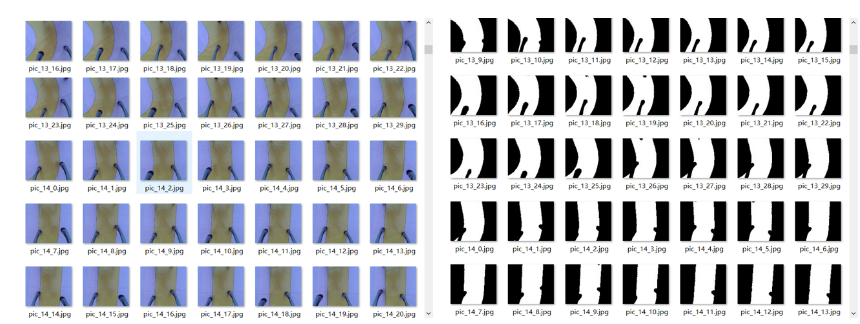 pic_13_16.jpg pic_13_17.jpg pic_13_18.jpg pic_13_19.jpg pic_13_20.jpg pic_13_21.jpg pic_13_22.jpg
pic_13_23.jpg pic_13_24.jpg pic_13_25.jpg pic_13_26.jpg pic_13_27.jpg pic_13_28.jpg pic_13_29.jpg
pic_14_0.jpg pic_14_1.jpg pic_14_2.jpg pic_14_3.jpg pic_14_4.jpg pic_14_5.jpg pic_14_6.jpg
pic_14_7.jpg pic_14_8.jpg pic_14_9.jpg pic_14_10.jpg pic_14_11.jpg pic_14_12.jpg pic_14_13.jpg
pic_14_14.jpg pic_14_15.jpg pic_14_16.jpg pic_14_17.jpg pic_14_18.jpg pic_14_19.jpg pic_14_20.jpg
pic_13_9.jpg pic_13_10.jpg pic_13_11.jpg pic_13_12.jpg pic_13_13.jpg pic_13_14.jpg pic_13_15.jpg
pic_13_16.jpg pic_13_17.jpg pic_13_18.jpg pic_13_19.jpg pic_13_20.jpg pic_13_21.jpg pic_13_22.jpg
pic_13_23.jpg pic_13_24.jpg pic_13_25.jpg pic_13_26.jpg pic_13_27.jpg pic_13_28.jpg pic_13_29.jpg
pic_14_0.jpg pic_14_1.jpg pic_14_2.jpg pic_14_3.jpg pic_14_4.jpg pic_14_5.jpg pic_14_6.jpg
pic_14_7.jpg pic_14_8.jpg pic_14_9.jpg pic_14_10.jpg pic_14_11.jpg pic_14_12.jpg pic_14_13.jpg